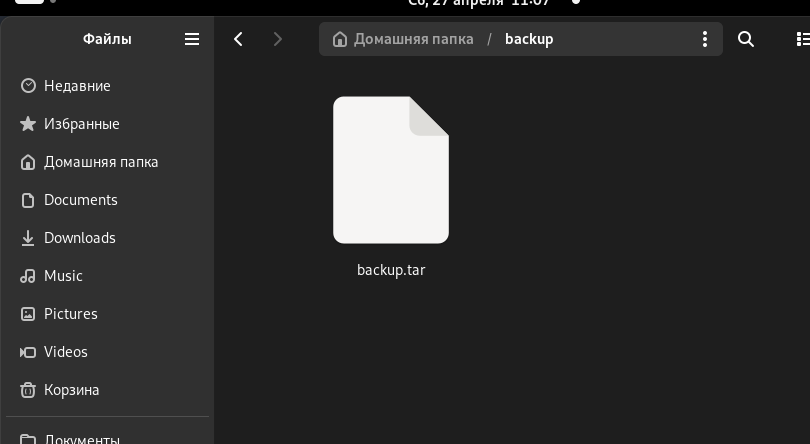 Сб, 27 апреля 11:07
Файлы
Домашняя папка / backup
Недавние
Избранные
Домашняя папка
Documents
Downloads
Music
Pictures
Videos
Корзина
Документы
backup.tar